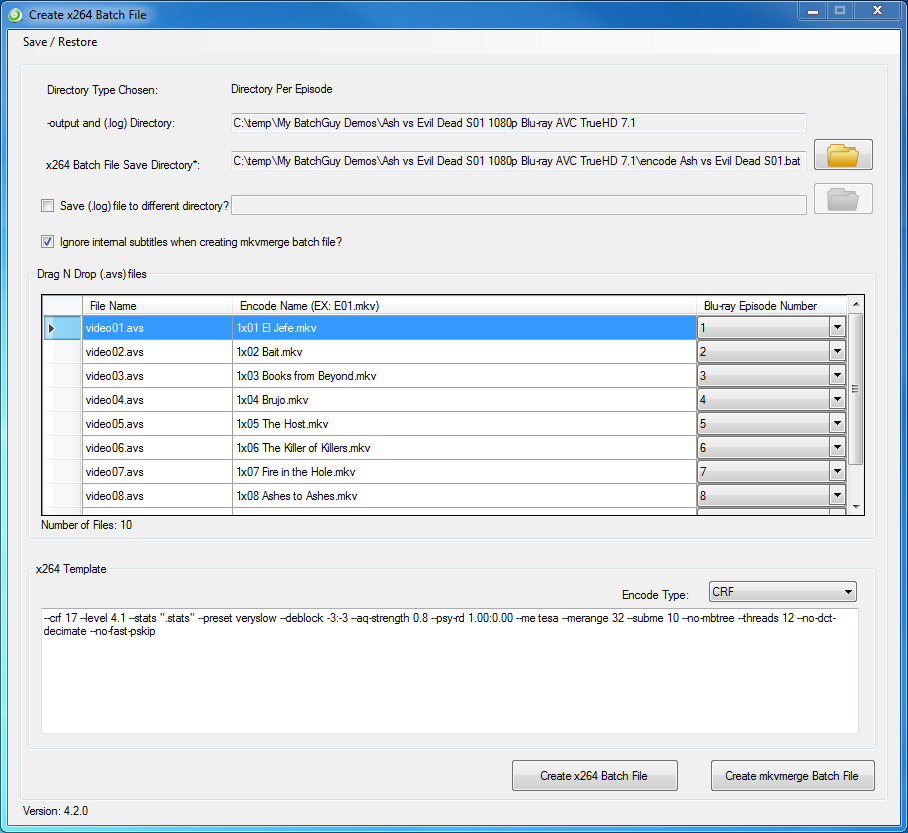 Create x264 Batch File
Save / Restore
Directory Type Chosen: Directory Per Episode
-output and (.log) Directory: C:\temp\My BatchGuy Demos\Ash vs Evil Dead S01 1080p Blu-ray AVC TrueHD 7.1
x264 Batch File Save Directory*: C:\temp\My BatchGuy Demos\Ash vs Evil Dead S01 1080p Blu-ray AVC TrueHD 7.1\encode Ash vs Evil Dead S01.bat
Save (.log) file to different directory?
Ignore internal subtitles when creating mkvmerge batch file?
Drag N Drop (.avs) files
File Name Encode Name (EX: E01.mkv) Blu-ray Episode Number
video01.avs 1x01 El Jefe.mkv 1
video02.avs 1x02 Bait.mkv 2
video03.avs 1x03 Books from Beyond.mkv 3
video04.avs 1x04 Brujo.mkv 4
video05.avs 1x05 The Host.mkv 5
video06.avs 1x06 The Killer of Killers.mkv 6
video07.avs 1x07 Fire in the Hole.mkv 7
video08.avs 1x08 Ashes to Ashes.mkv 8
Number of Files: 10
x264 Template
Encode Type: CRF
--crf 17 --level 4.1 --stats ".stats" --preset veryslow --deblock -3:-3 --aq-strength 0.8 --psy-rd 1.00:0.00 --me tesa --merange 32 --subme 10 --no-mbtree --threads 12 --no-dct-
decimate --no-fast-pskip
Create x264 Batch File Create mkvmerge Batch File
Version: 4.2.0